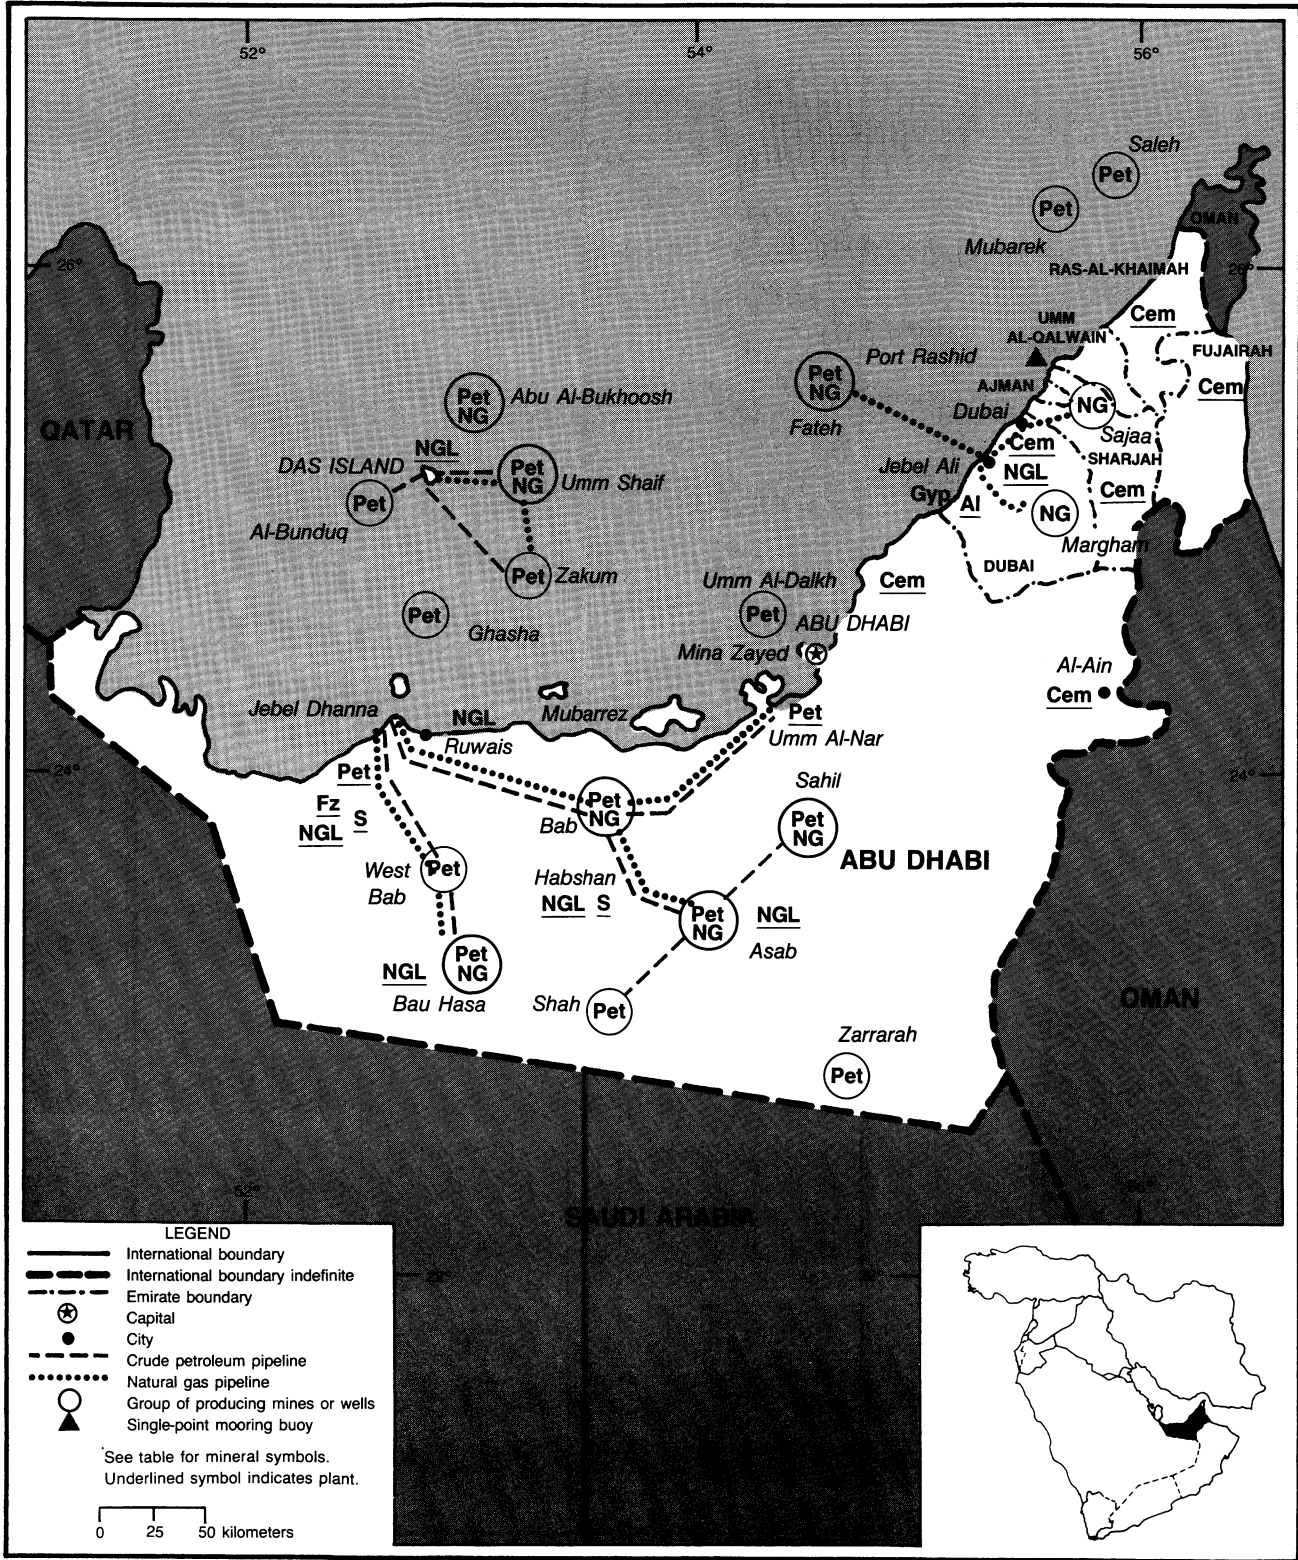 52°
54°
56°
Saleh
Pet
Pet
OMAN
Mubarek
26°
RAS-AL-KHAIMAH
26°
Cem
UMM
AL-QALWAIN
FUJAIRAH
Port Rashid
Pet
NG
AJMAN
Cem
Abu Al-Bukhoosh
Pet
NG
NG
Dubai
Fateh
Sajaa
QATAR
Cem
NGL
SHARJAH
DAS ISLAND
Jebel Ali
NGL
Pet
NG
Umm Shaif
Cem
Pet
Gyp
Al
NG
Al-Bunduq
Margham
DUBAI
Pet
Zakum
Umm Al-Dalkh
Cem
Pet
Pet
ABU DHABI
Ghasha
Mina Zayed
Al-Ain
Cem
Jebel Dhanna
NGL
Mubarrez
Pet
Ruwais
Umm Al-Nar
24°
Pet
24°
Sahil
Fz
S
NGL
Pet
NG
Bab
Pet
NG
ABU DHABI
West
Bab
Pet
Habshan
NGL S
Pet
NG
NGL
Asab
Pet
NG
NGL
Bau Hasa
Shah
Pet
OMAN
Zarrarah
Pet
52°
56°
SAUDI ARABIA
LEGEND
International boundary
International boundary indefinite
Emirate boundary
Capital
City
Crude petroleum pipeline
Natural gas pipeline
Group of producing mines or wells
Single-point mooring buoy
See table for mineral symbols.
Underlined symbol indicates plant.
0 25 50 kilometers